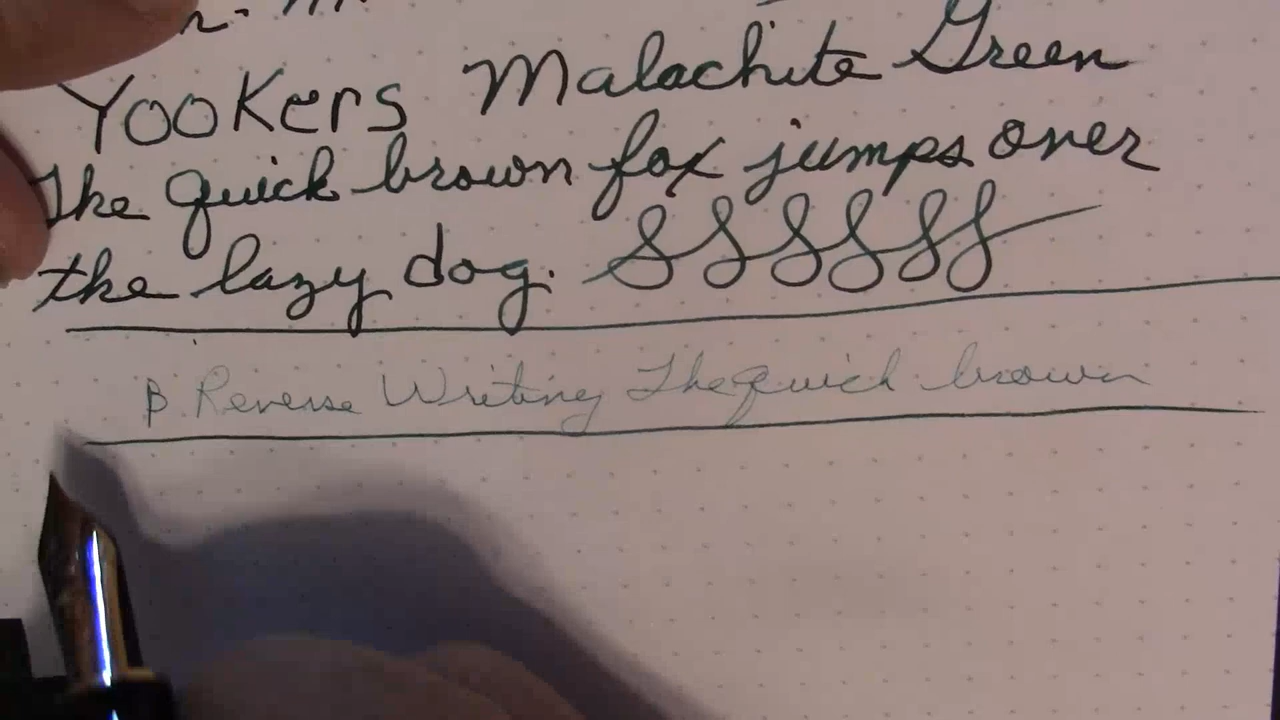 Yookers Malachite Green
The quick brown fox jumps over
the lazy dog. SSSSSS
Reverse Writing The quick brown